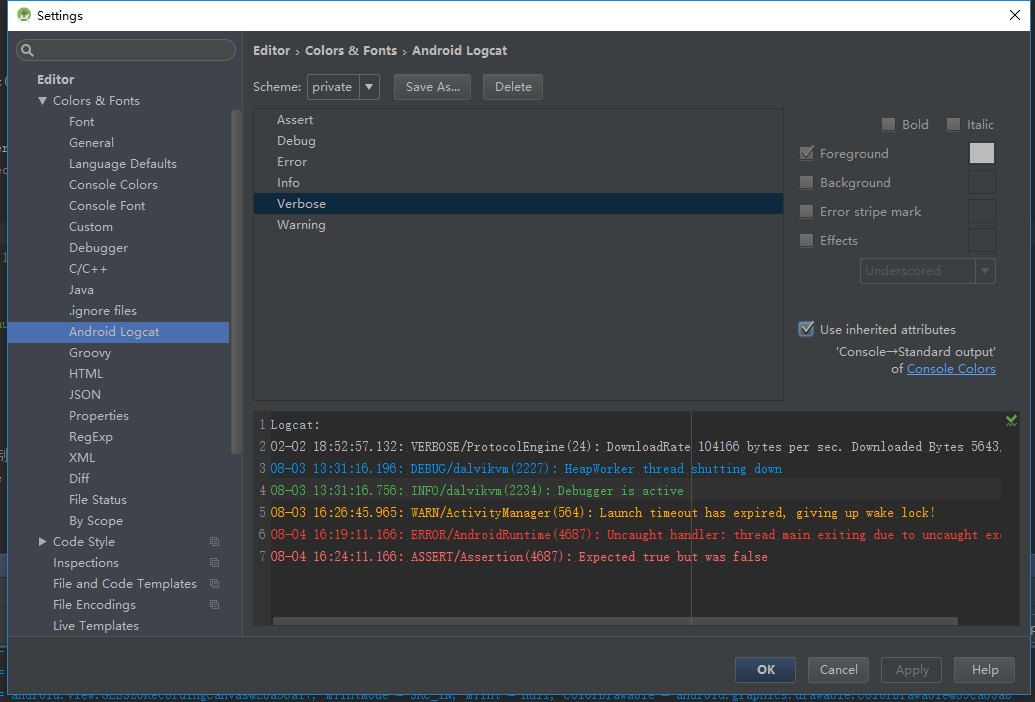 Settings
Editor
Colors & Fonts
Font
General
Language Defaults
Console Colors
Console Font
Custom
Debugger
C/C++
Java
.ignore files
Android Logcat
Groovy
HTML
JSON
Properties
RegExp
XML
Diff
File Status
By Scope
Code Style
Inspections
File and Code Templates
File Encodings
Live Templates
Editor › Colors & Fonts › Android Logcat
Scheme: private Save As... Delete
Assert
Debug
Error
Info
Verbose
Warning
Bold Italic
Foreground
Background
Error stripe mark
Effects
Underscored
Use inherited attributes
'Console→Standard output'
of Console Colors
1 Logcat:
2 02-02 18:52:57.132: VERBOSE/ProtocolEngine(24): DownloadRate 104166 bytes per sec. Downloaded Bytes 5643,
3 08-03 13:31:16.196: DEBUG/dalvikvm(2227): HeapWorker thread shutting down
4 08-03 13:31:16.756: INFO/dalvikvm(2234): Debugger is active
5 08-03 16:26:45.965: WARN/ActivityManager(564): Launch timeout has expired, giving up wake lock!
6 08-04 16:19:11.166: ERROR/AndroidRuntime(4687): Uncaught handler: thread main exiting due to uncaught exc
7 08-04 16:24:11.166: ASSERT/Assertion(4687): Expected true but was false
OK Cancel Apply Help